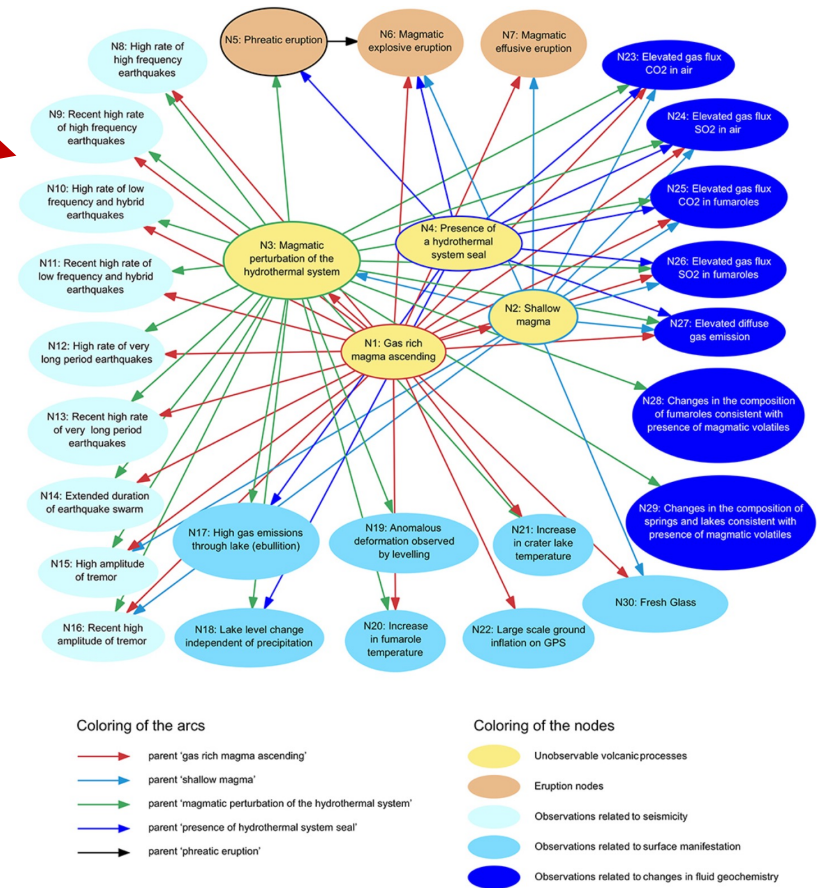 N5: Phreatic eruption
N6: Magmatic
explosive eruption
N7: Magmatic
effusive eruption
N8: High rate of
high frequency
earthquakes
N23: Elevated gas flux
CO2 in air
N9: Recent high rate
of high frequency
earthquakes
N24: Elevated gas flux
SO2 in air
N10: High rate of low
frequency and hybrid
earthquakes
N25: Elevated gas flux
CO2 in fumaroles
N3: Magmatic
perturbation of the
hydrothermal system
N4: Presence of
a hydrothermal
system seal
N11: Recent high rate of
low frequency and hybrid
earthquakes
N26: Elevated gas flux
SO2 in fumaroles
N2: Shallow
magma
N27: Elevated diffuse
gas emission
N1: Gas rich
magma ascending
N12: High rate of very
long period earthquakes
N28: Changes in the composition
of fumaroles consistent with
presence of magmatic volatiles
N13: Recent high rate
of very long period
earthquakes
N14: Extended duration
of earthquake swarm
N29: Changes in the composition of
springs and lakes consistent with
presence of magmatic volatiles
N17: High gas emissions
through lake (ebullition)
N19: Anomalous
deformation observed
by levelling
N21: Increase
in crater lake
temperature
N15: High amplitude
of tremor
N30: Fresh Glass
N16: Recent high
amplitude of tremor
N18: Lake level change
independent of precipitation
N20: Increase
in fumarole
temperature
N22: Large scale ground
inflation on GPS
Coloring of the arcs
parent 'gas rich magma ascending'
parent 'shallow magma'
parent 'magmatic perturbation of the hydrothermal system'
parent 'presence of hydrothermal system seal'
parent 'phreatic eruption'
Coloring of the nodes
Unobservable volcanic processes
Eruption nodes
Observations related to seismicity
Observations related to surface manifestation
Observations related to changes in fluid geochemistry